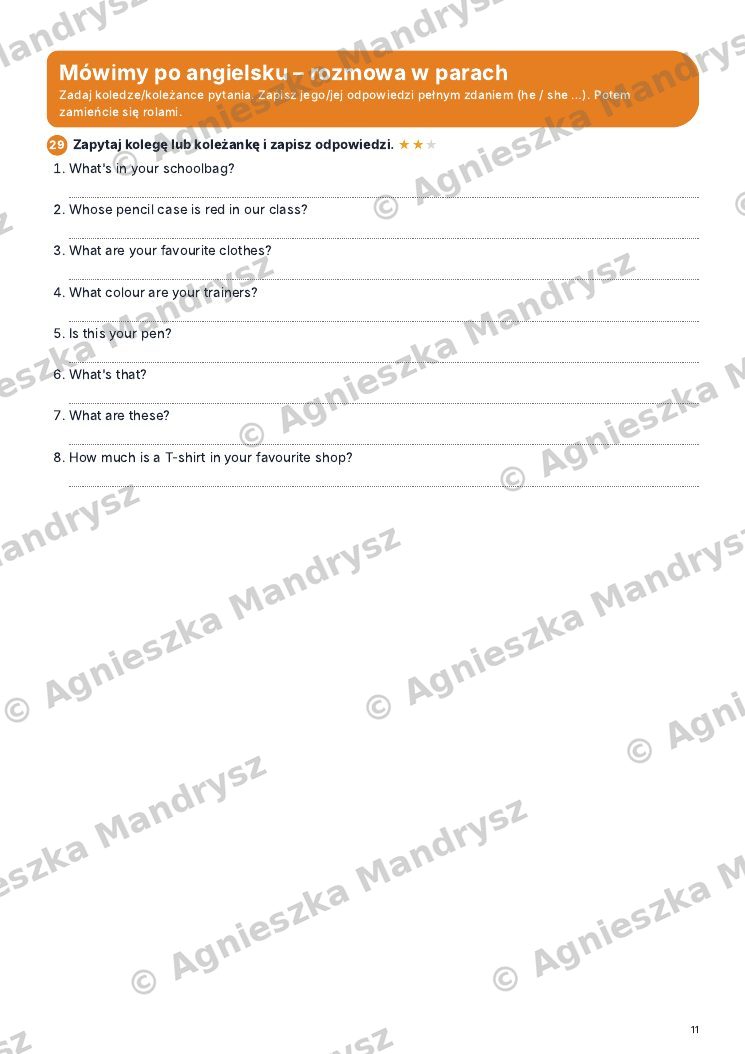 Mówimy po angielsku – rozmowa w parach
Zadaj koledze/koleżance pytania. Zapisz jego/jej odpowiedzi pełnym zdaniem (he / she ...). Potem
zamieńcie się rolami.
29 Zapytaj kolegę lub koleżankę i zapisz odpowiedzi. ★★★
1. What's in your schoolbag?
2. Whose pencil case is red in our class?
3. What are your favourite clothes?
4. What colour are your trainers?
5. Is this your pen?
6. What's that?
7. What are these?
8. How much is a T-shirt in your favourite shop?
© Agnieszka Mandrysz
11